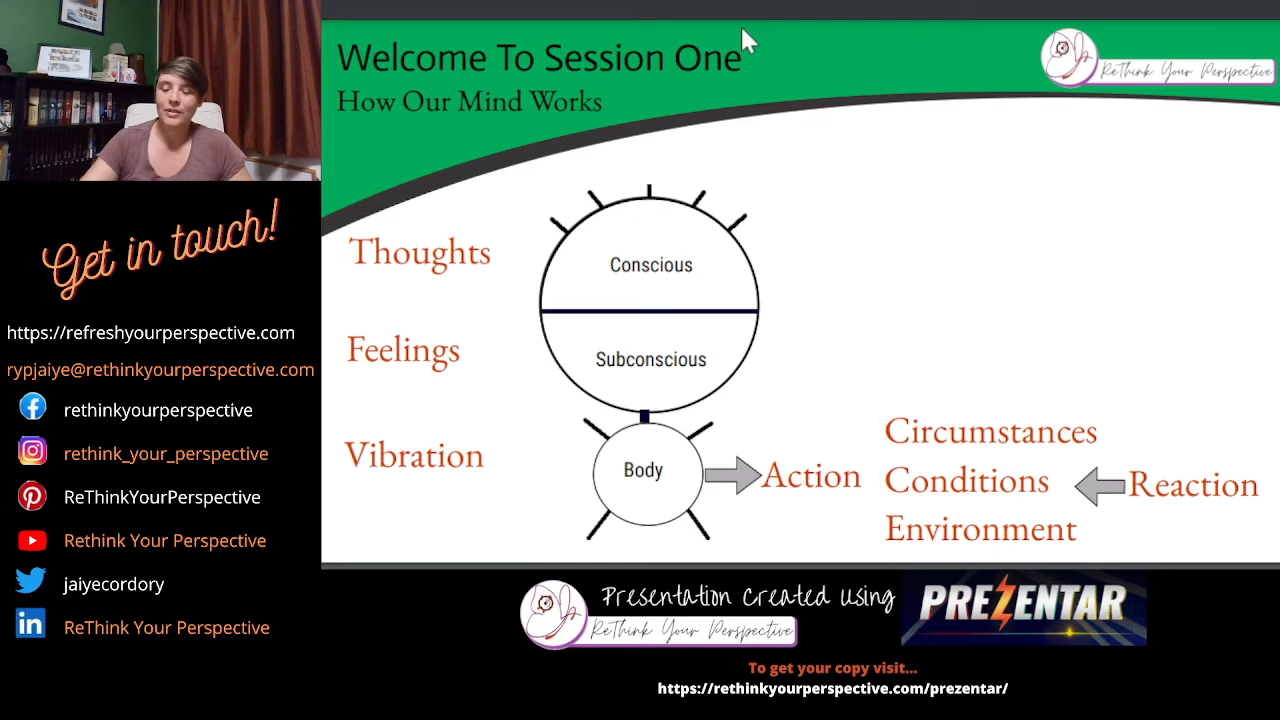 Welcome To Session One
How Our Mind Works
ReThink Your Perspective
Thoughts
Conscious
Feelings
Subconscious
Vibration
Body
Action
Circumstances
Conditions
Environment
Reaction
Get in touch!
https://refreshyourperspective.com
rypjaiye@rethinkyourperspective.com
rethinkyourperspective
rethink_your_perspective
ReThinkYourPerspective
Rethink Your Perspective
jaiyecordory
in ReThink Your Perspective
Presentation Created Using
ReThink Your Perspective
PREZENTAR
To get your copy visit...
https://rethinkyourperspective.com/prezentar/